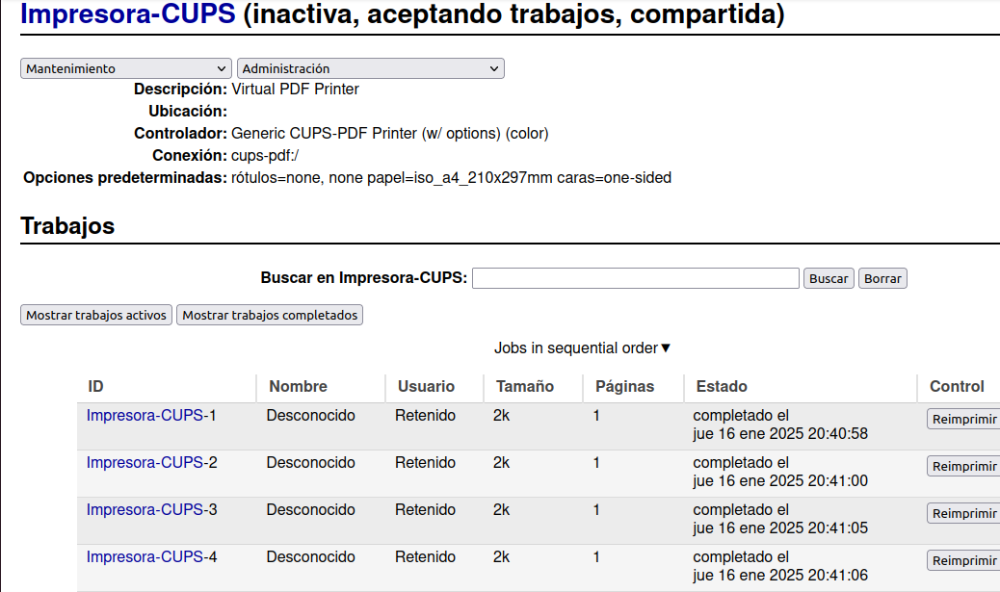 Impresora-CUPS (inactiva, aceptando trabajos, compartida)
Mantenimiento Administración
Descripción: Virtual PDF Printer
Ubicación:
Controlador: Generic CUPS-PDF Printer (w/ options) (color)
Conexión: cups-pdf:/
Opciones predeterminadas: rótulos=none, none papel=iso_a4_210x297mm caras=one-sided
Trabajos
Buscar en Impresora-CUPS: Buscar Borrar
Mostrar trabajos activos Mostrar trabajos completados
Jobs in sequential order▼
ID Nombre Usuario Tamaño Páginas Estado Control
Impresora-CUPS-1 Desconocido Retenido 2k 1 completado el
jue 16 ene 2025 20:40:58 Reimprimir
Impresora-CUPS-2 Desconocido Retenido 2k 1 completado el
jue 16 ene 2025 20:41:00 Reimprimir
Impresora-CUPS-3 Desconocido Retenido 2k 1 completado el
jue 16 ene 2025 20:41:05 Reimprimir
Impresora-CUPS-4 Desconocido Retenido 2k 1 completado el
jue 16 ene 2025 20:41:06 Reimprimir